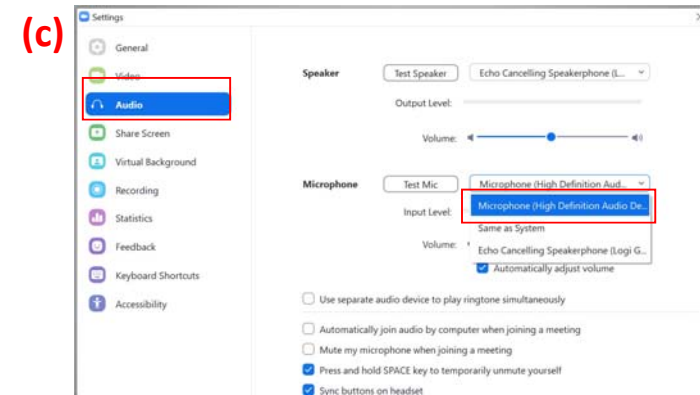 (c)
Settings
General
Video
Audio
Share Screen
Virtual Background
Recording
Statistics
Feedback
Keyboard Shortcuts
Accessibility
Speaker Test Speaker Echo Cancelling Speakerphone (L...
Output Level:
Volume:
Microphone Test Mic Microphone (High Definition Aud...
Input Level: Microphone (High Definition Audio De...
Same as System
Volume: Echo Cancelling Speakerphone (Logi G...
Automatically adjust volume
Use separate audio device to play ringtone simultaneously
Automatically join audio by computer when joining a meeting
Mute my microphone when joining a meeting
Press and hold SPACE key to temporarily unmute yourself
Sync buttons on headset